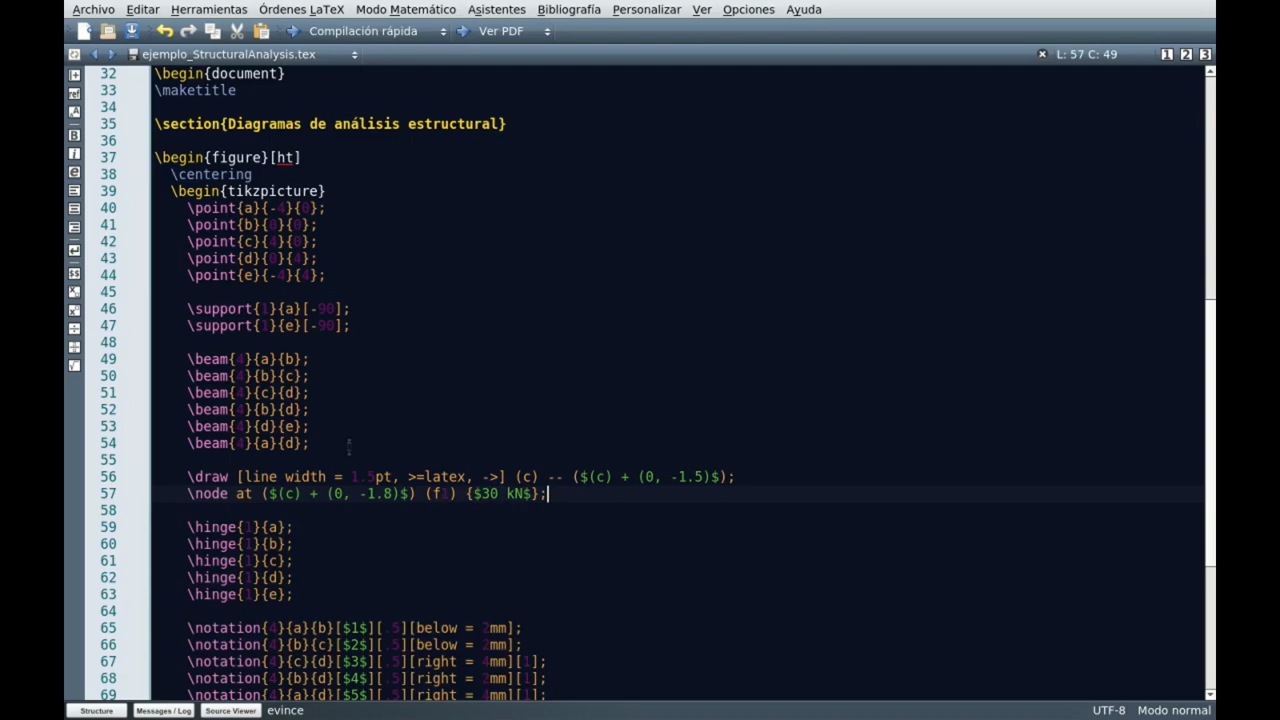 Archivo Editar Herramientas Órdenes LaTeX Modo Matemático Asistentes Bibliografía Personalizar Ver Opciones Ayuda
Compilación rápida Ver PDF
ejemplo_StructuralAnalysis.tex L: 57 C: 49 1 2 3
32 \begin{document}
33 \maketitle
34
35 \section{Diagramas de análisis estructural}
36
37 \begin{figure}[ht]
38 \centering
39 \begin{tikzpicture}
40 \point{a}{-4}{0};
41 \point{b}{0}{0};
42 \point{c}{4}{0};
43 \point{d}{0}{4};
44 \point{e}{-4}{4};
45
46 \support{1}{a}[-90];
47 \support{1}{e}[-90];
48
49 \beam{4}{a}{b};
50 \beam{4}{b}{c};
51 \beam{4}{c}{d};
52 \beam{4}{b}{d};
53 \beam{4}{d}{e};
54 \beam{4}{a}{d};
55
56 \draw [line width = 1.5pt, >=latex, ->] (c) -- ($(c) + (0, -1.5)$);
57 \node at ($(c) + (0, -1.8)$) (f1) {$30 kN$};
58
59 \hinge{1}{a};
60 \hinge{1}{b};
61 \hinge{1}{c};
62 \hinge{1}{d};
63 \hinge{1}{e};
64
65 \notation{4}{a}{b}[$1$][.5][below = 2mm];
66 \notation{4}{b}{c}[$2$][.5][below = 2mm];
67 \notation{4}{c}{d}[$3$][.5][right = 4mm][1];
68 \notation{4}{b}{d}[$4$][.5][right = 2mm][1];
69 \notation{4}{a}{d}[$5$][.5][right = 4mm][1];
Structure Messages / Log Source Viewer evince UTF-8 Modo normal